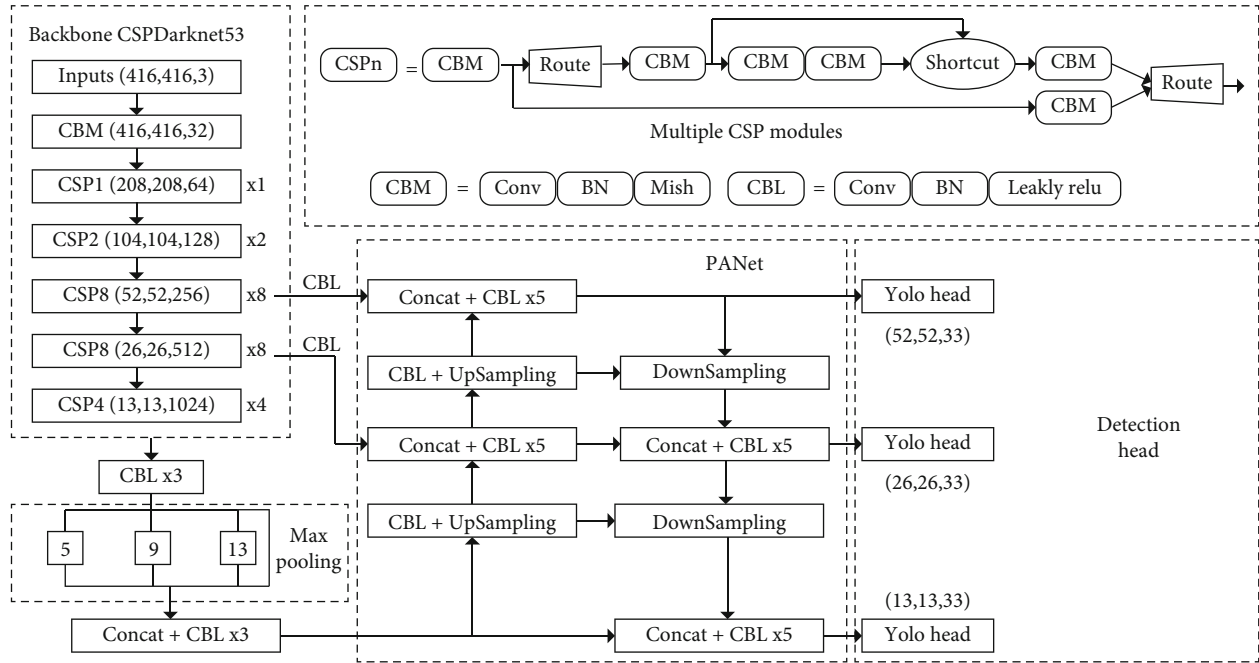 Backbone CSPDarknet53
Inputs (416,416,3)
CBM (416,416,32)
CSP1 (208,208,64) x1
CSP2 (104,104,128) x2
CSP8 (52,52,256) x8
CSP8 (26,26,512) x8
CSP4 (13,13,1024) x4
CBL x3
5 9 13
Max
pooling
Concat + CBL x3
CSPn = CBM Route CBM CBM CBM Shortcut CBM Route
CBM
Multiple CSP modules
CBM = Conv BN Mish CBL = Conv BN Leakly relu
PANet
CBL
Concat + CBL x5
CBL
CBL + UpSampling DownSampling
Concat + CBL x5 Concat + CBL x5
CBL + UpSampling DownSampling
Concat + CBL x5
Yolo head
(52,52,33)
Yolo head
(26,26,33)
(13,13,33)
Yolo head
Detection
head